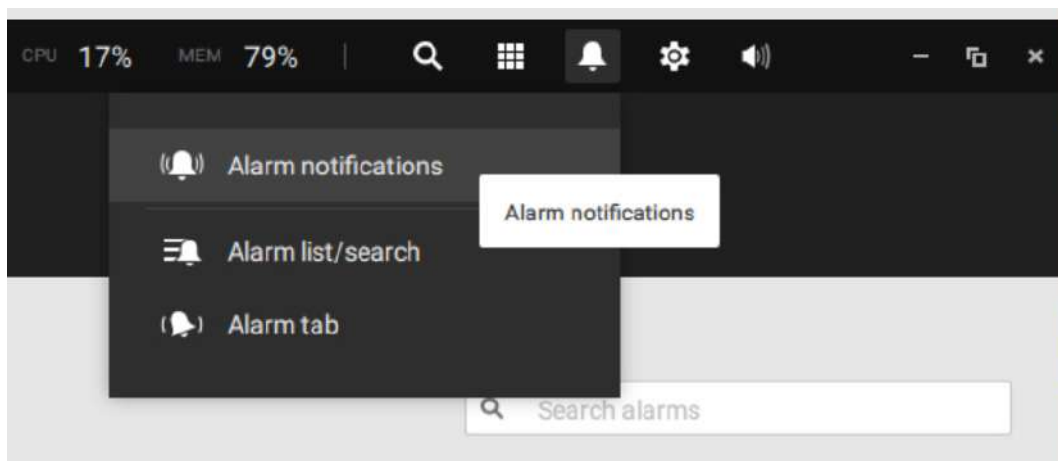 CPU 17% MEM 79%
Alarm notifications
Alarm notifications
Alarm list/search
Alarm tab
Search alarms